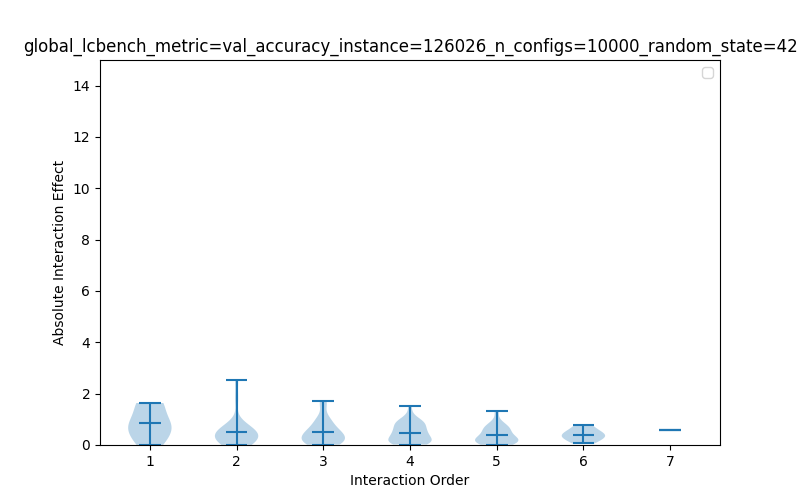 global_lcbench_metric=val_accuracy_instance=126026_n_configs=10000_random_state=42
14
12
10
8
6
4
2
0
Absolute Interaction Effect
1 2 3 4 5 6 7
Interaction Order